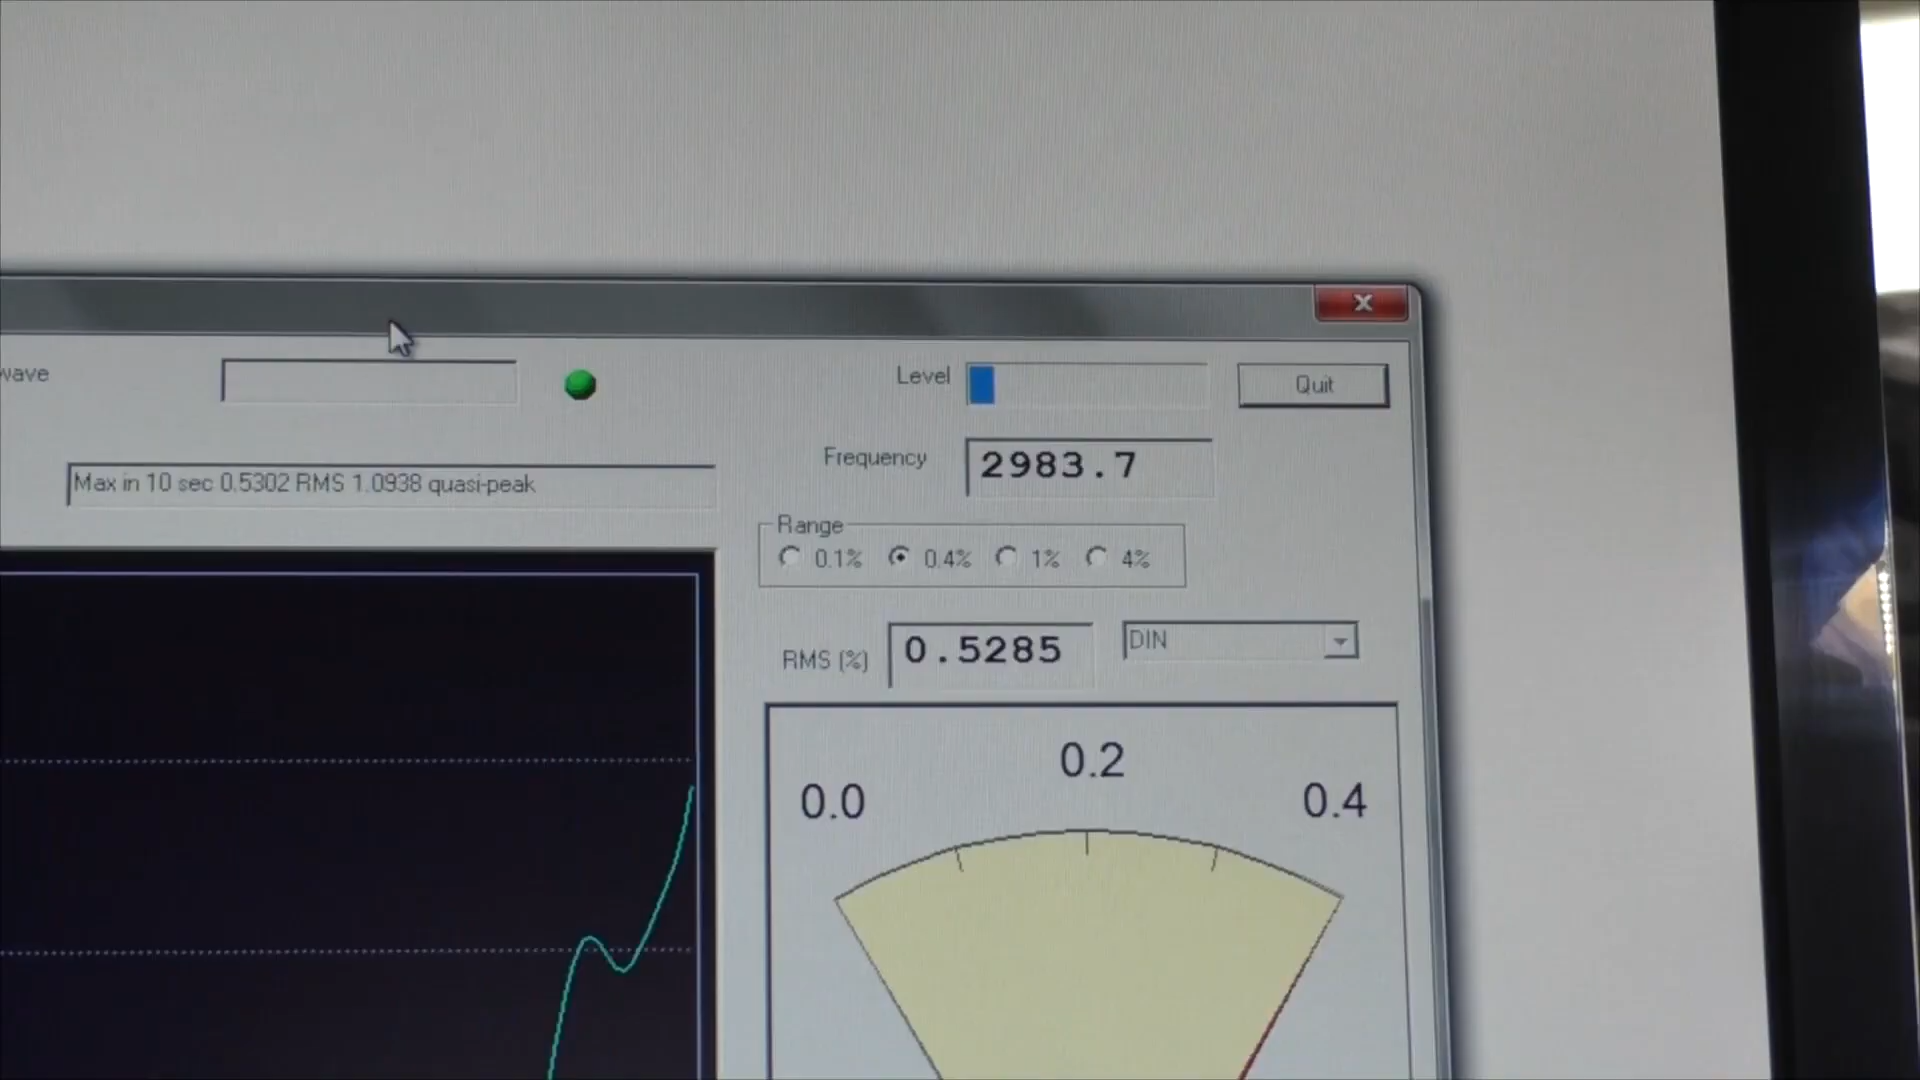 wave
Level
Quit
Frequency
2983.7
Max in 10 sec 0.5302 RMS 1.0938 quasi-peak
Range
0.1% 0.4% 1% 4%
RMS (%)
0.5285
DIN
0.0
0.2
0.4